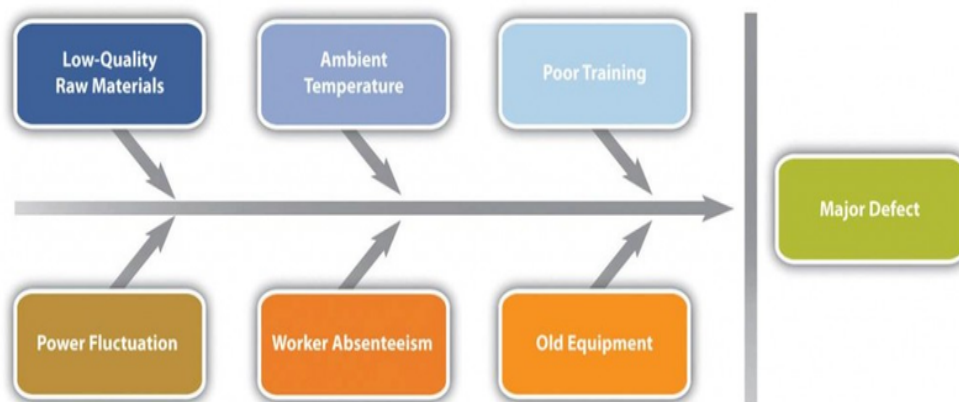 Low-Quality
Raw Materials
Ambient
Temperature
Poor Training
Major Defect
Power Fluctuation
Worker Absenteeism
Old Equipment